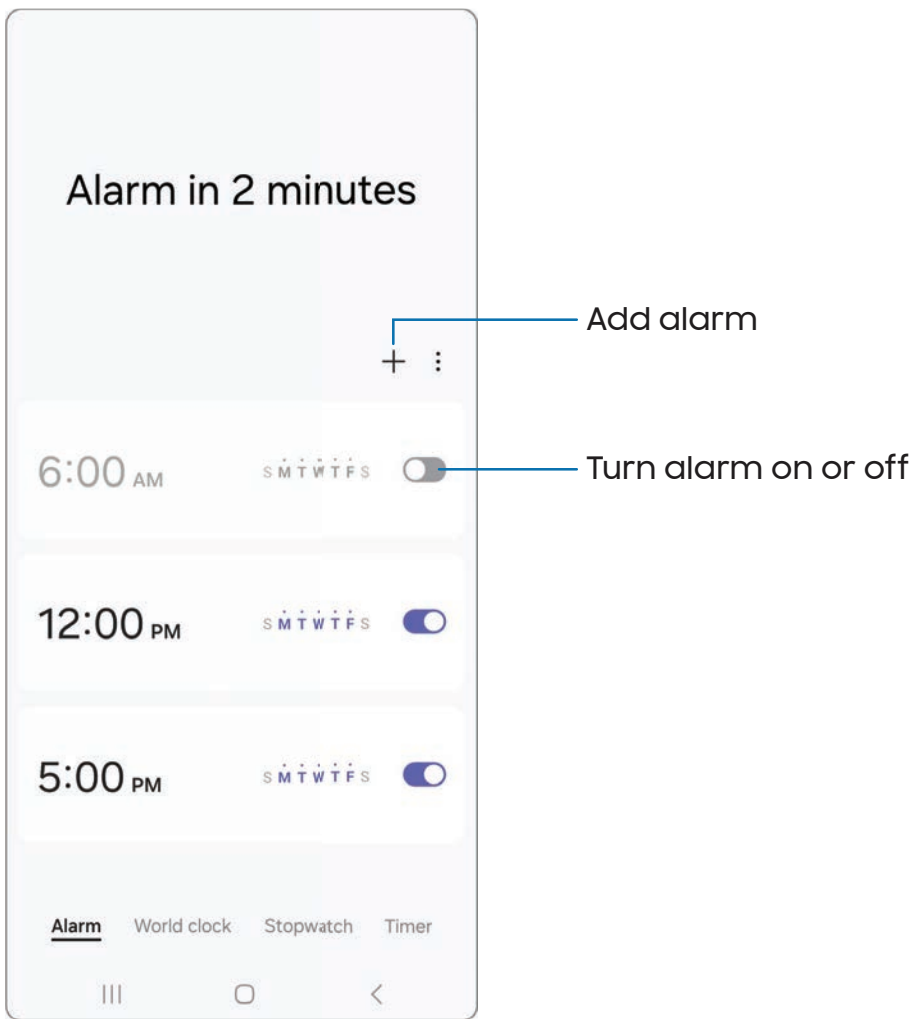 Alarm in 2 minutes
Add alarm
6:00 AM S M T W T F S
Turn alarm on or off
12:00 PM S M T W T F S
5:00 PM S M T W T F S
Alarm World clock Stopwatch Timer